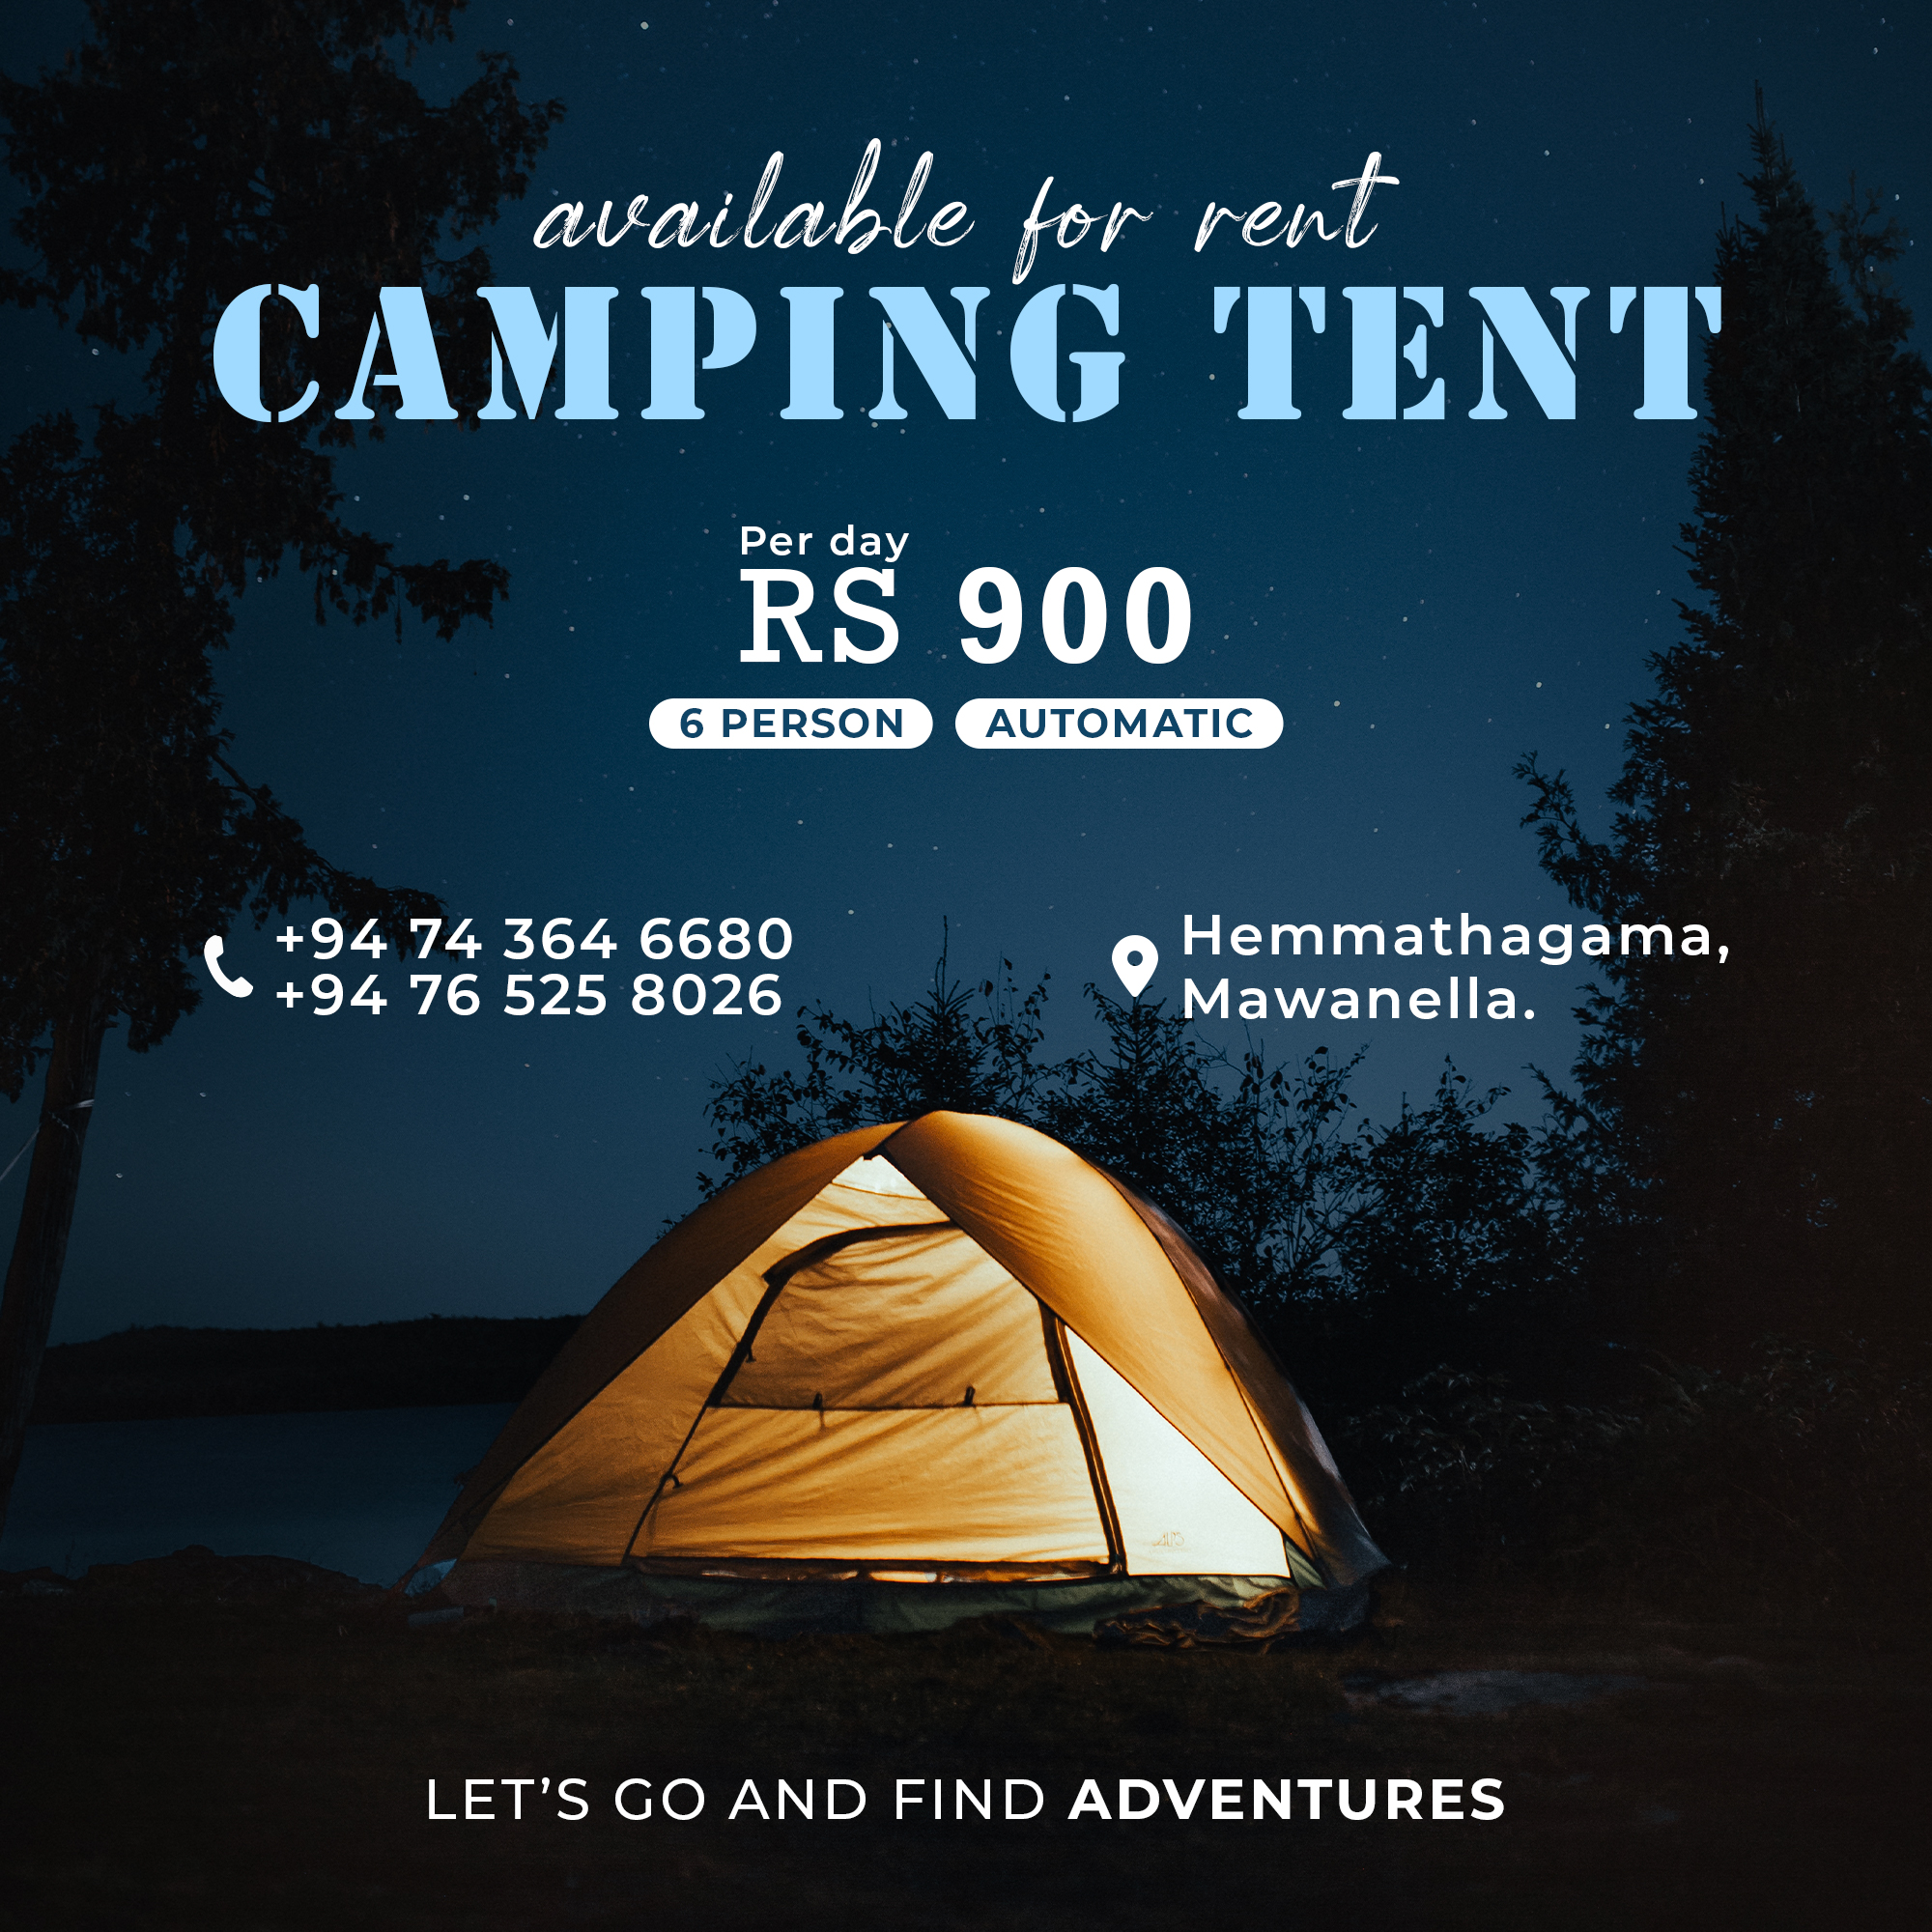 available for rent
CAMPING TENT
Per day
RS 900
6 PERSON AUTOMATIC
+94 74 364 6680
+94 76 525 8026
Hemmathagama,
Mawanella.
LET’S GO AND FIND ADVENTURES